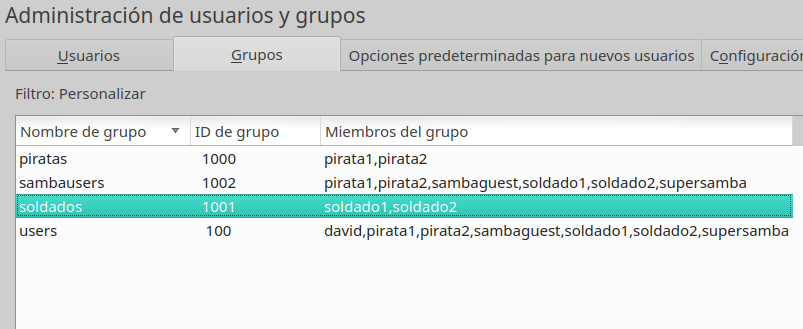 Administración de usuarios y grupos
Usuarios Grupos Opciones predeterminadas para nuevos usuarios Configuración
Filtro: Personalizar
Nombre de grupo ID de grupo Miembros del grupo
piratas 1000 pirata1,pirata2
sambausers 1002 pirata1,pirata2,sambaguest,soldado1,soldado2,supersamba
soldados 1001 soldado1,soldado2
users 100 david,pirata1,pirata2,sambaguest,soldado1,soldado2,supersamba